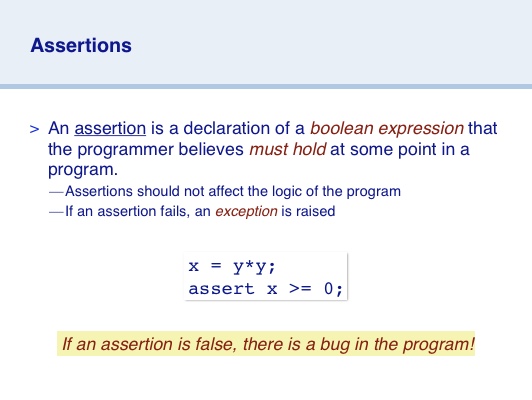 Assertions
> An assertion is a declaration of a boolean expression that
the programmer believes must hold at some point in a
program.
—Assertions should not affect the logic of the program
—If an assertion fails, an exception is raised
x = y*y;
assert x >= 0;
If an assertion is false, there is a bug in the program!